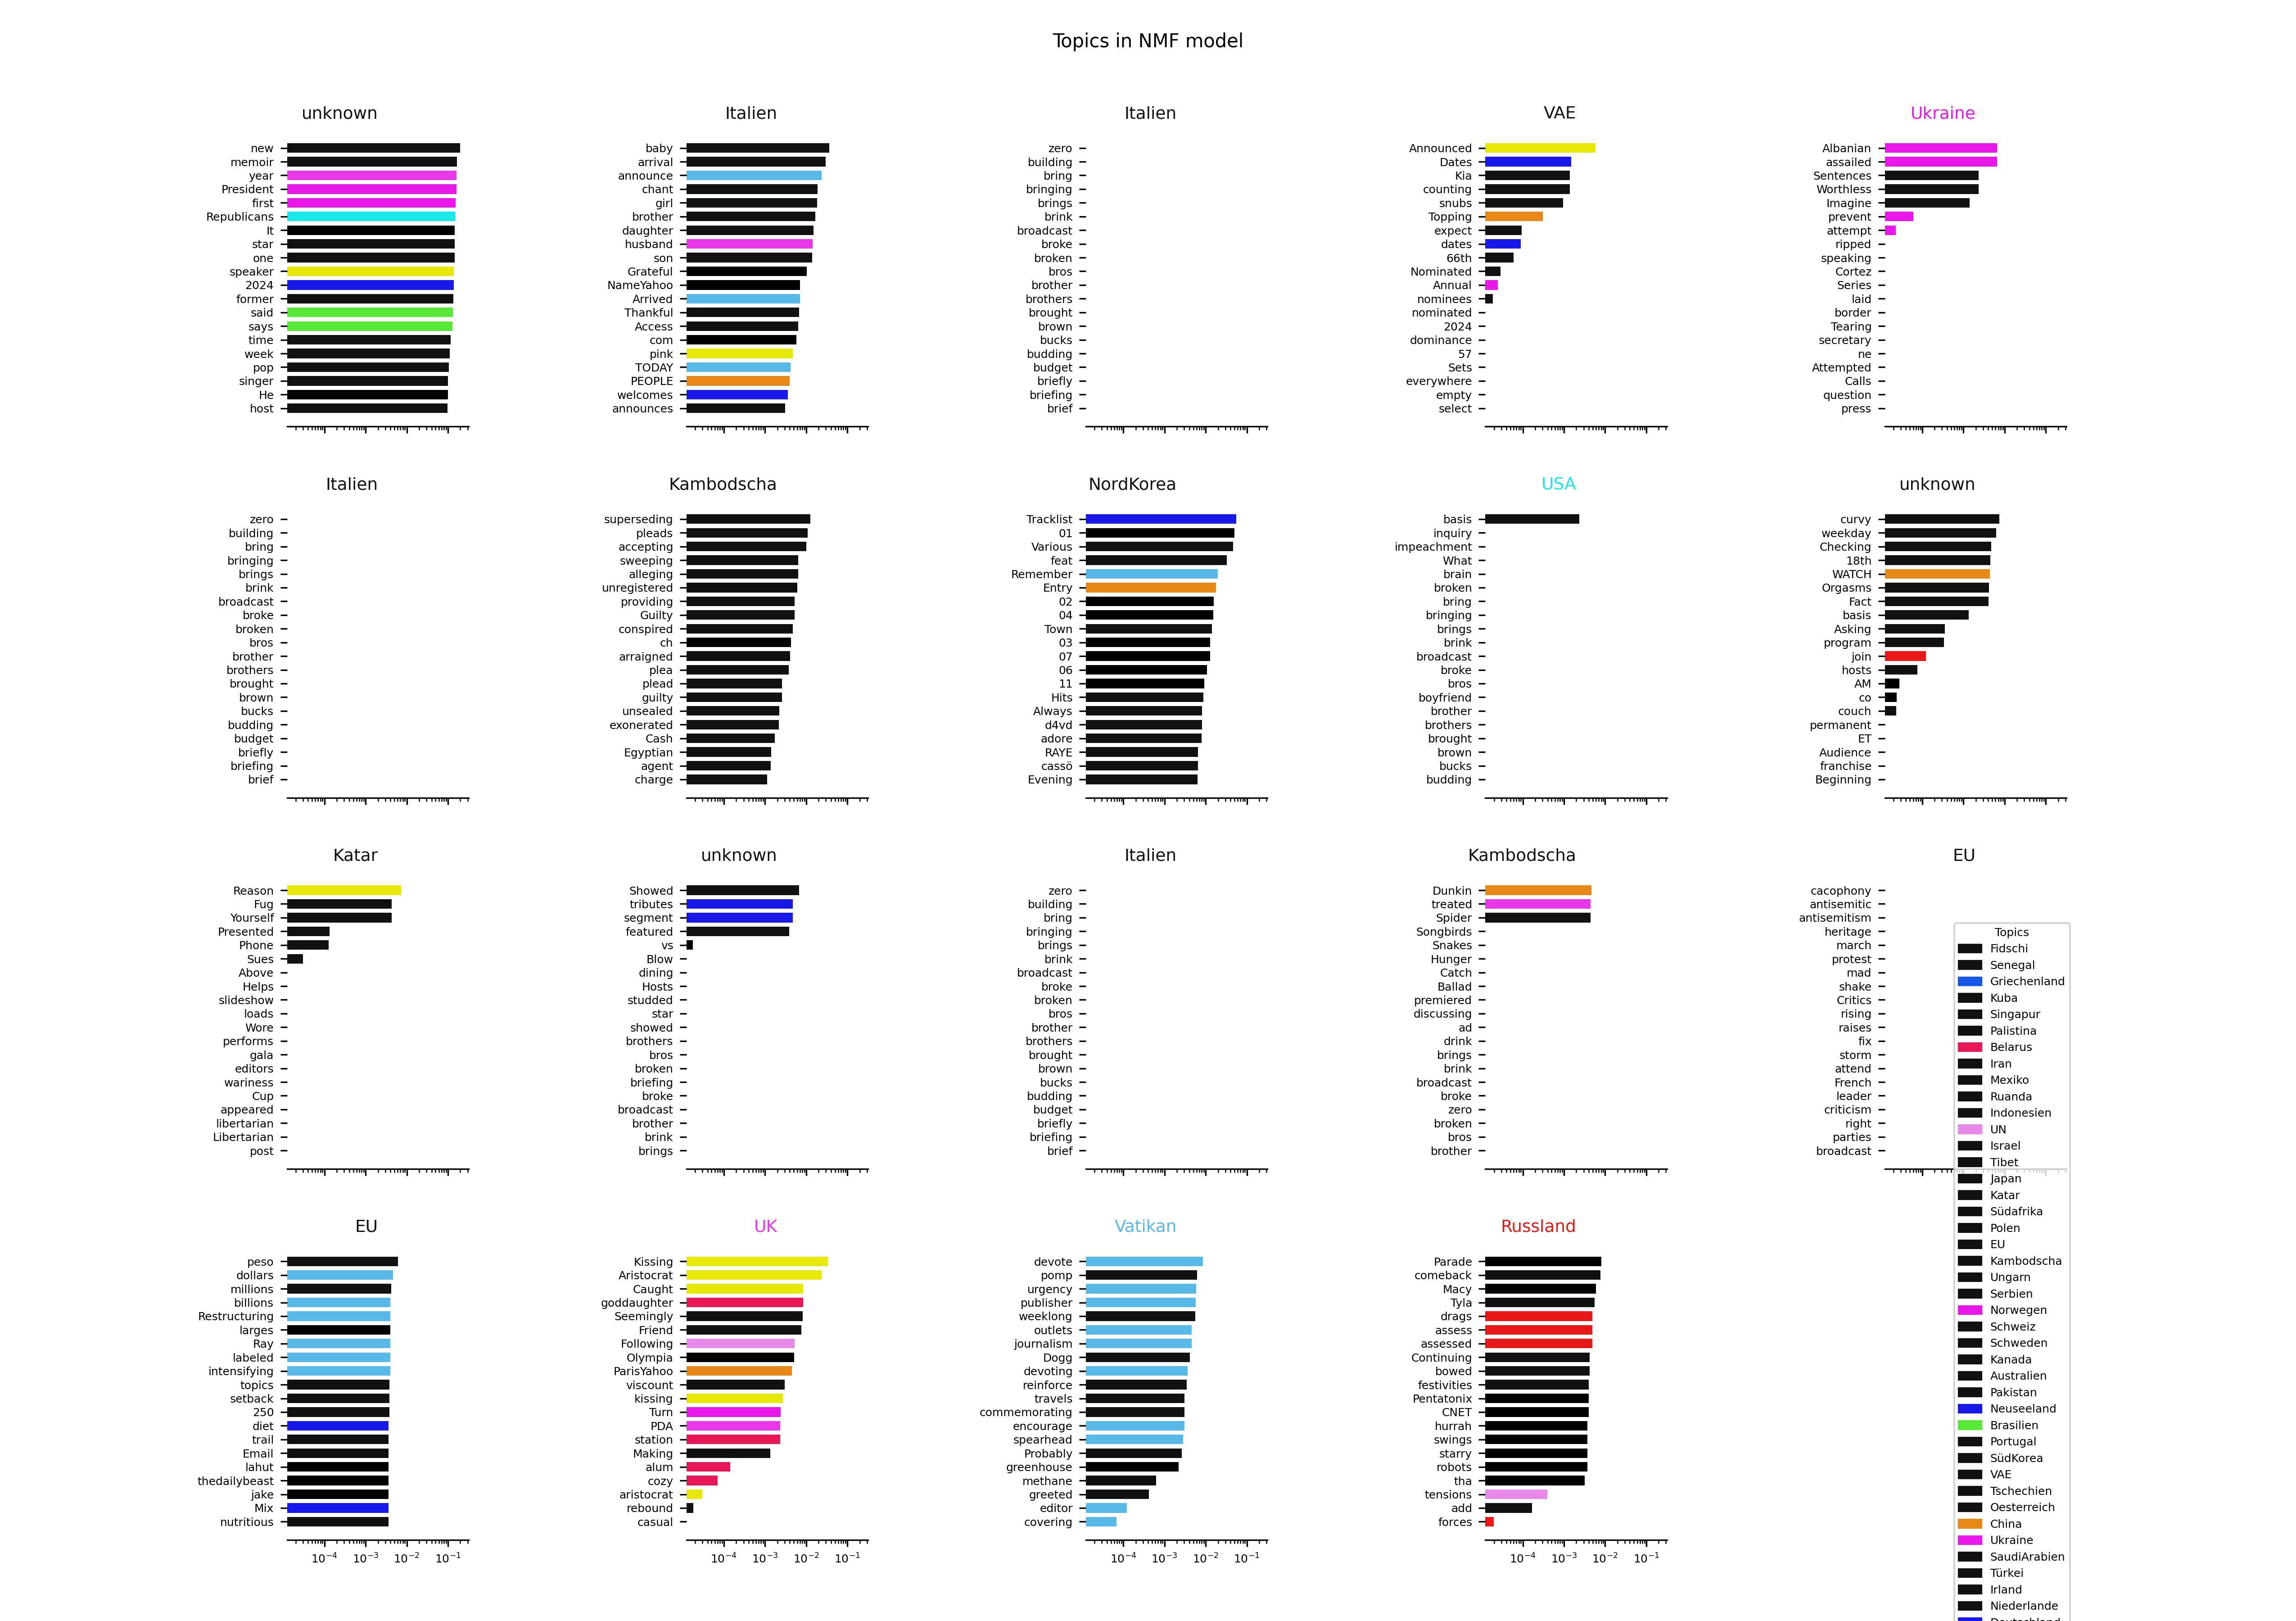 Topics in NMF model
unknown
new
memoir
year
President
first
Republicans
It
star
one
speaker
2024
former
said
says
time
week
pop
singer
He
host
Italien
baby
arrival
announce
chant
girl
brother
daughter
husband
son
Grateful
NameYahoo
Arrived
Thankful
Access
com
pink
TODAY
PEOPLE
welcomes
announces
Italien
zero
building
bring
bringing
brings
brink
broadcast
broke
broken
bros
brother
brothers
brought
brown
bucks
budding
budget
briefly
briefing
brief
VAE
Announced
Dates
Kia
counting
snubs
Topping
expect
dates
66th
Nominated
Annual
nominees
nominated
2024
dominance
57
Sets
everywhere
empty
select
Ukraine
Albanian
assailed
Sentences
Worthless
Imagine
prevent
attempt
ripped
speaking
Cortez
Series
laid
border
Tearing
secretary
ne
Attempted
Calls
question
press
Italien
zero
building
bring
bringing
brings
brink
broadcast
broke
broken
bros
brother
brothers
brought
brown
bucks
budding
budget
briefly
briefing
brief
Kambodscha
superseding
pleads
accepting
sweeping
alleging
unregistered
providing
Guilty
conspired
ch
arraigned
plea
plead
guilty
unsealed
exonerated
Cash
Egyptian
agent
charge
NordKorea
Tracklist
01
Various
feat
Remember
Entry
02
04
Town
03
07
06
11
Hits
Always
d4vd
adore
RAYE
cassö
Evening
USA
basis
inquiry
impeachment
What
brain
broken
bring
bringing
brings
brink
broadcast
broke
bros
boyfriend
brother
brothers
brought
brown
bucks
budding
unknown
curvy
weekday
Checking
18th
WATCH
Orgasms
Fact
basis
Asking
program
join
hosts
AM
co
couch
permanent
ET
Audience
franchise
Beginning
Katar
Reason
Fug
Yourself
Presented
Phone
Sues
Above
Helps
slideshow
loads
Wore
performs
gala
editors
wariness
Cup
appeared
libertarian
Libertarian
post
unknown
Showed
tributes
segment
featured
vs
Blow
dining
Hosts
studded
star
showed
brothers
bros
broken
briefing
broke
broadcast
brother
brink
brings
Italien
zero
building
bring
bringing
brings
brink
broadcast
broke
broken
bros
brother
brothers
brought
brown
bucks
budding
budget
briefly
briefing
brief
Kambodscha
Dunkin
treated
Spider
Songbirds
Snakes
Hunger
Catch
Ballad
premiered
discussing
ad
drink
brings
brink
broadcast
broke
zero
broken
bros
brother
EU
cacophony
antisemitic
antisemitism
heritage
march
protest
mad
shake
Critics
rising
raises
fix
storm
attend
French
leader
criticism
right
parties
broadcast
EU
peso
dollars
millions
billions
Restructuring
larges
Ray
labeled
intensifying
topics
setback
250
diet
trail
Email
lahut
thedailybeast
jake
Mix
nutritious
10⁻⁴ 10⁻³ 10⁻² 10⁻¹
UK
Kissing
Aristocrat
Caught
goddaughter
Seemingly
Friend
Following
Olympia
ParisYahoo
viscount
kissing
Turn
PDA
station
Making
alum
cozy
aristocrat
rebound
casual
10⁻⁴ 10⁻³ 10⁻² 10⁻¹
Vatikan
devote
pomp
urgency
publisher
weeklong
outlets
journalism
Dogg
devoting
reinforce
travels
commemorating
encourage
spearhead
Probably
greenhouse
methane
greeted
editor
covering
10⁻⁴ 10⁻³ 10⁻² 10⁻¹
Russland
Parade
comeback
Macy
Tyla
drags
assess
assessed
Continuing
bowed
festivities
Pentatonix
CNET
hurrah
swings
starry
robots
tha
tensions
add
forces
10⁻⁴ 10⁻³ 10⁻² 10⁻¹
Topics
Fidschi
Senegal
Griechenland
Kuba
Singapur
Palistina
Belarus
Iran
Mexiko
Ruanda
Indonesien
UN
Israel
Tibet
Japan
Katar
Südafrika
Polen
EU
Kambodscha
Ungarn
Serbien
Norwegen
Schweiz
Schweden
Kanada
Australien
Pakistan
Neuseeland
Brasilien
Portugal
SüdKorea
VAE
Tschechien
Oesterreich
China
Ukraine
SaudiArabien
Türkei
Irland
Niederlande
Deutschland